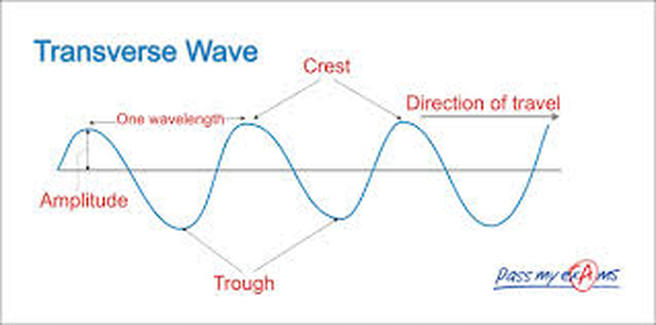 Transverse Wave
Crest
One wavelength
Direction of travel
Amplitude
Trough
pass my exAms